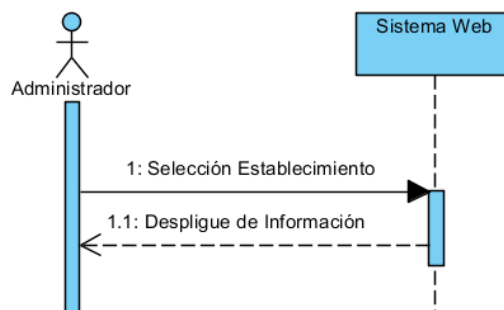 Sistema Web
Administrador
1: Selección Establecimiento
1.1: Despligue de Información